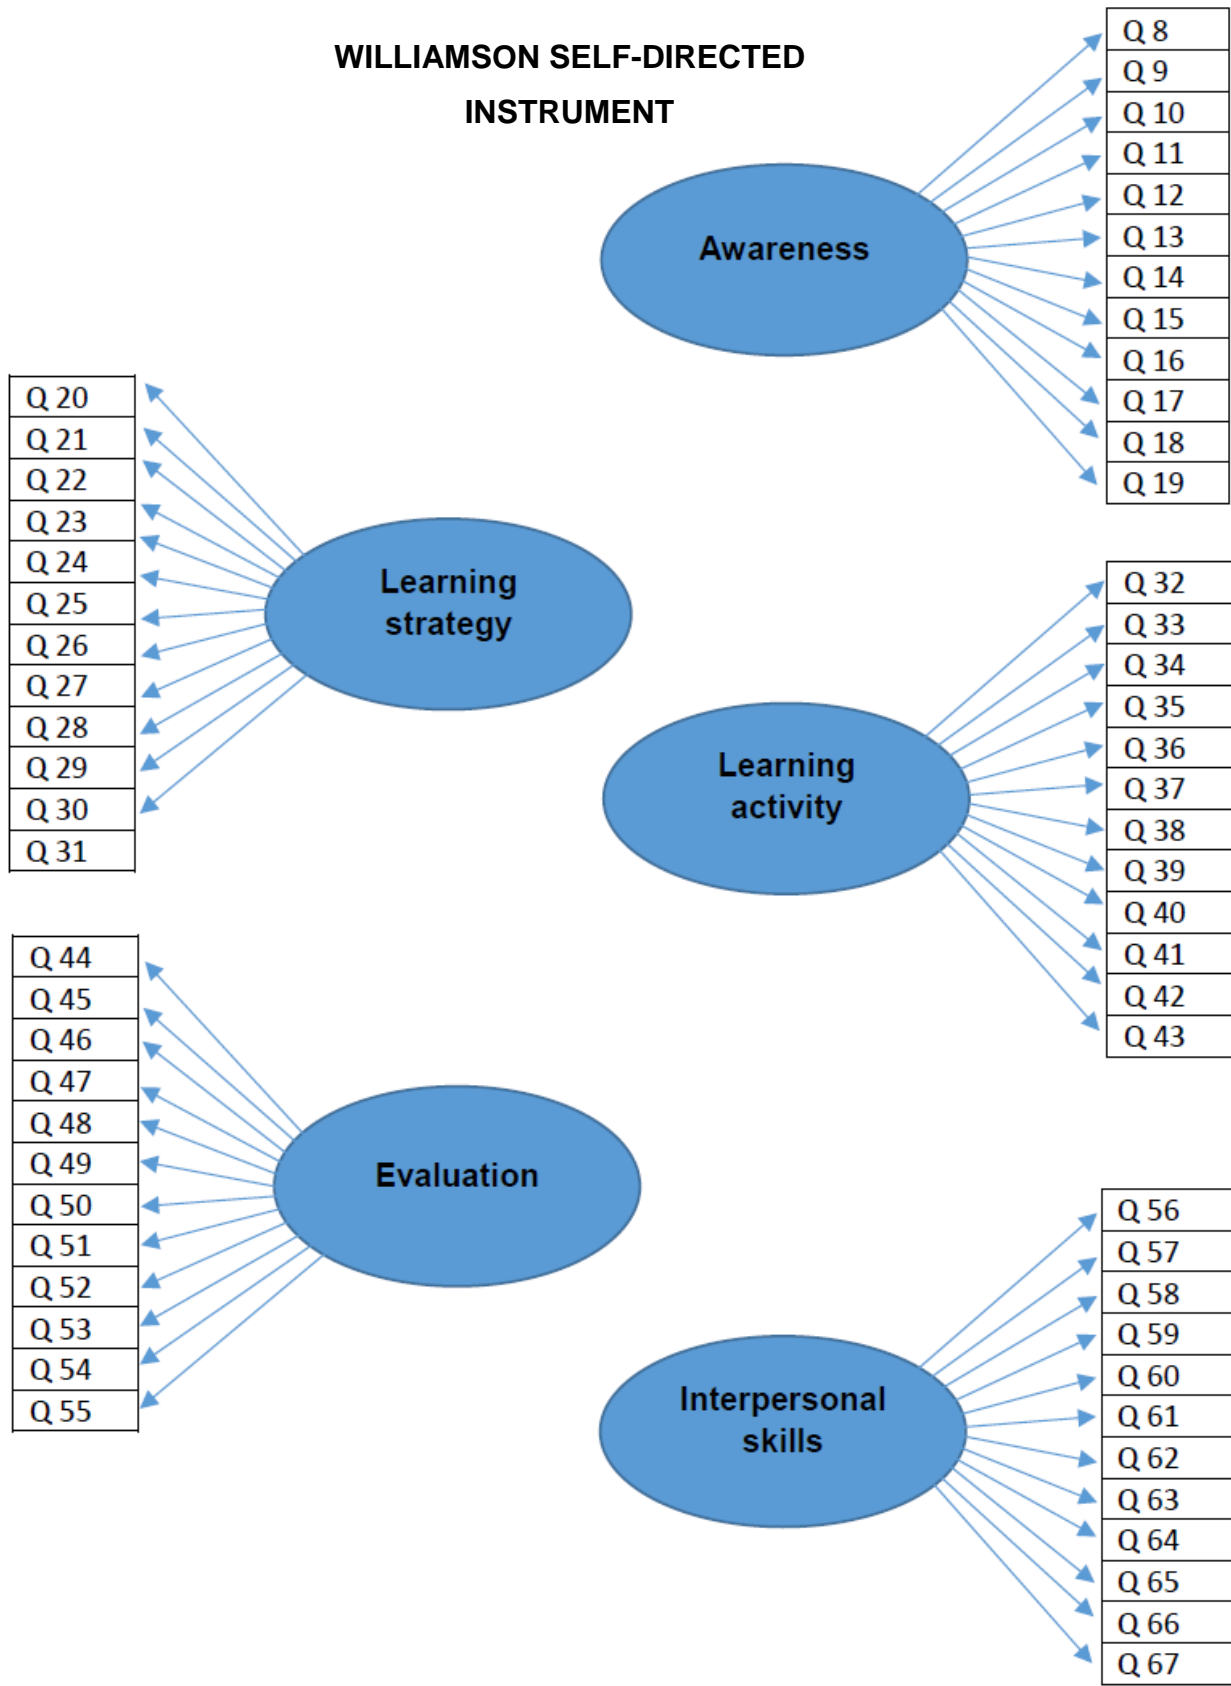 WILLIAMSON SELF-DIRECTED
INSTRUMENT
Q 8
Q 9
Q 10
Q 11
Q 12
Q 13
Q 14
Q 15
Q 16
Q 17
Q 18
Q 19
Awareness
Q 20
Q 21
Q 22
Q 23
Q 24
Q 25
Q 26
Q 27
Q 28
Q 29
Q 30
Q 31
Learning
strategy
Q 32
Q 33
Q 34
Q 35
Q 36
Q 37
Q 38
Q 39
Q 40
Q 41
Q 42
Q 43
Learning
activity
Q 44
Q 45
Q 46
Q 47
Q 48
Q 49
Q 50
Q 51
Q 52
Q 53
Q 54
Q 55
Evaluation
Q 56
Q 57
Q 58
Q 59
Q 60
Q 61
Q 62
Q 63
Q 64
Q 65
Q 66
Q 67
Interpersonal
skills